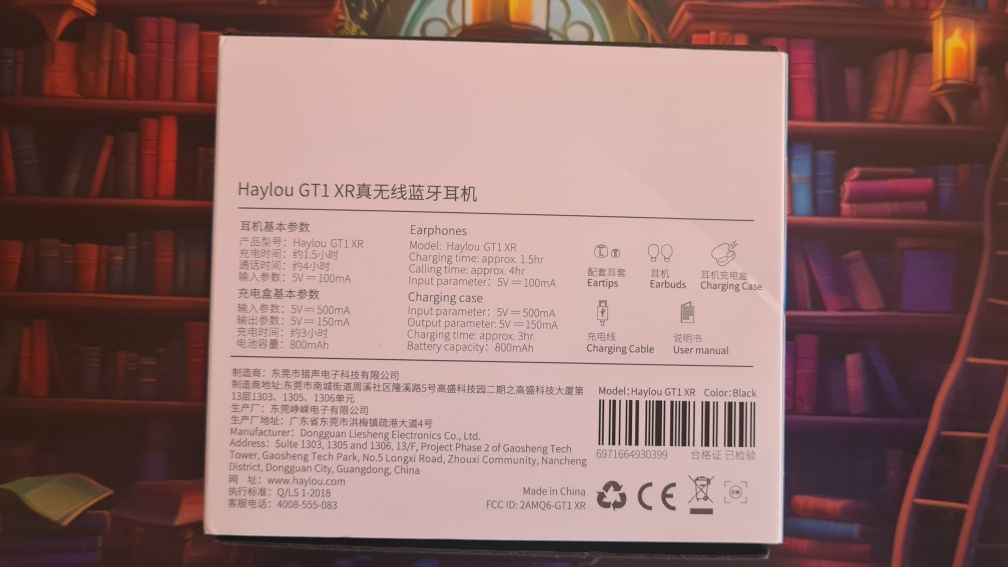 Haylou GT1 XR真无线蓝牙耳机
耳机基本参数
产品型号：Haylou GT1 XR
充电时间：约1.5小时
通话时间：约4小时
输入参数：5V⎓100mA
充电盒基本参数
输入参数：5V⎓500mA
输出参数：5V⎓150mA
充电时间：约3小时
电池容量：800mAh
Earphones
Model: Haylou GT1 XR
Charging time: approx. 1.5hr
Calling time: approx. 4hr
Input parameter: 5V⎓100mA
Charging case
Input parameter: 5V⎓500mA
Output parameter: 5V⎓150mA
Charging time: approx. 3hr
Battery capacity: 800mAh
配套耳套
Eartips
耳机
Earbuds
耳机充电盒
Charging Case
充电线
Charging Cable
说明书
User manual
制造商：东莞市猎声电子科技有限公司
制造商地址:东莞市南城街道周溪社区隆溪路5号高盛科技园二期之高盛科技大厦第
13层1303、1305、1306单元
生产厂：东莞峥嵘电子有限公司
生产厂地址：广东省东莞市洪梅镇疏港大道4号
Manufacturer: Dongguan Liesheng Electronics Co., Ltd.
Address: Suite 1303, 1305 and 1306, 13/F, Project Phase 2 of Gaosheng Tech
Tower, Gaosheng Tech Park, No.5 Longxi Road, Zhouxi Community, Nancheng
District, Dongguan City, Guangdong, China
网 址：www.haylou.com
执行标准：Q/LS 1-2018
客服电话：4008-555-083
Model:Haylou GT1 XR Color:Black
6971664930399 合格证 已检验
Made in China
FCC ID: 2AMQ6-GT1 XR
CE